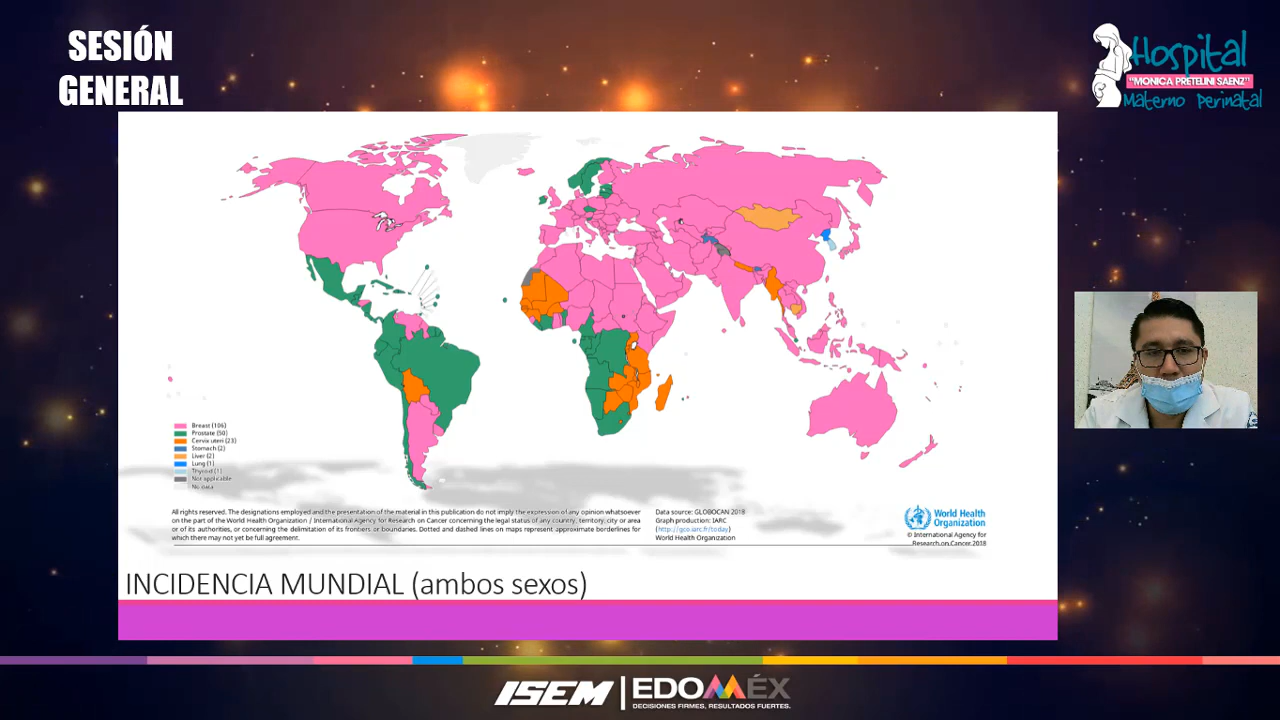 SESIÓN
GENERAL
Hospital
"MONICA PRETELINI SAENZ"
Materno Perinatal
Breast (106)
Prostate (50)
Cervix uteri (23)
Stomach (2)
Liver (2)
Lung (1)
Thyroid (1)
Not applicable
No data
All rights reserved. The designations employed and the presentation of the material in this publication do not imply the expression of any opinion whatsoever
on the part of the World Health Organization / International Agency for Research on Cancer concerning the legal status of any country, territory, city or area
or of its authorities, or concerning the delimitation of its frontiers or boundaries. Dotted and dashed lines on maps represent approximate borderlines for
which there may not yet be full agreement.
Data source: GLOBOCAN 2018
Graph production: IARC
(http://gco.iarc.fr/today)
World Health Organization
World Health
Organization
© International Agency for
Research on Cancer 2018
INCIDENCIA MUNDIAL (ambos sexos)
ISEM
EDOMÉX
DECISIONES FIRMES, RESULTADOS FUERTES.